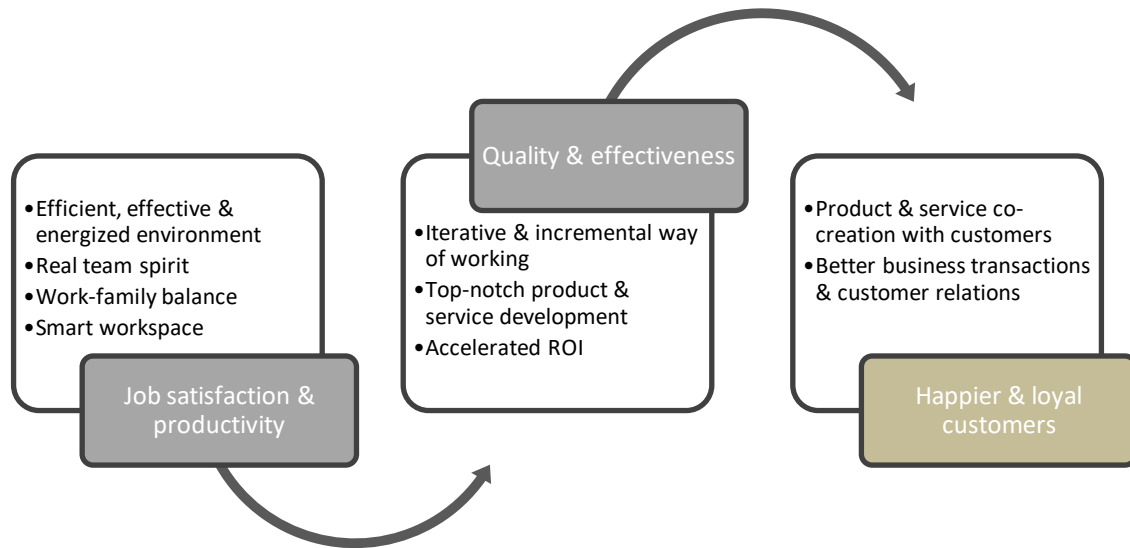 •Efficient, effective &
energized environment
•Real team spirit
•Work-family balance
•Smart workspace
Job satisfaction &
productivity
Quality & effectiveness
•Iterative & incremental way
of working
•Top-notch product &
service development
•Accelerated ROI
•Product & service co-
creation with customers
•Better business transactions
& customer relations
Happier & loyal
customers